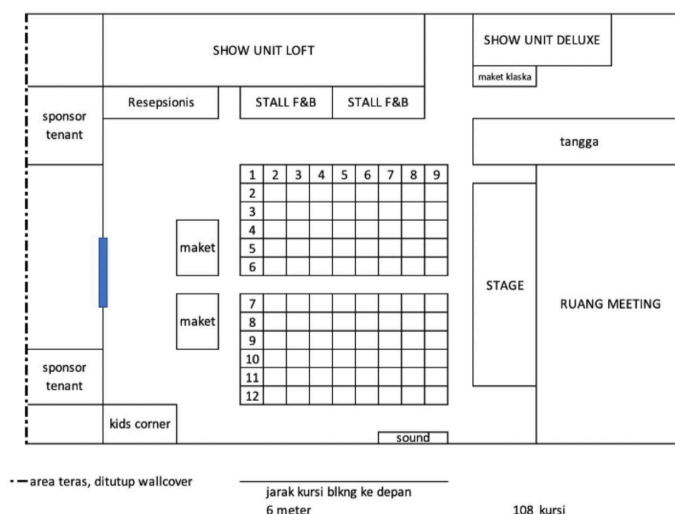 SHOW UNIT LOFT
SHOW UNIT DELUXE
maket klaska
Resepsionis
STALL F&B
STALL F&B
sponsor
tenant
tangga
1 2 3 4 5 6 7 8 9
2
3
4
5
6
maket
STAGE
RUANG MEETING
7
8
9
10
11
12
maket
sponsor
tenant
kids corner
sound
area teras, ditutup wallcover
jarak kursi blkng ke depan
6 meter
108 kursi